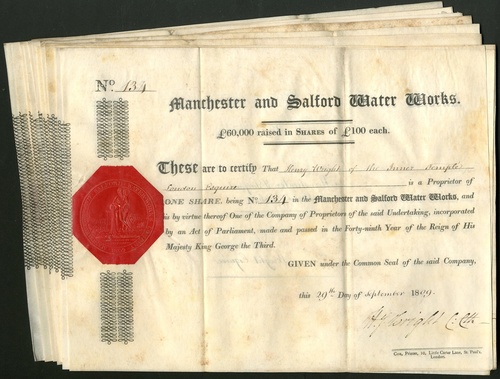 No. 134
Manchester and Salford Water Works.
£60,000 raised in SHARES of £100 each.
These are to certify That Henry Wright of the Inner Temple
London Esquire is a Proprietor of
ONE SHARE, being No 134 in the Manchester and Salford Water Works, and
is by virtue thereof One of the Company of Proprietors of the said Undertaking, incorporated
by an Act of Parliament, made and passed in the Forty-ninth Year of the Reign of His
Majesty King George the Third.
GIVEN under the Common Seal of the said Company,
this 29th Day of September 1809.
Wright
Cox, Printer, 10, Little Carter Lane, St Paul's,
London.